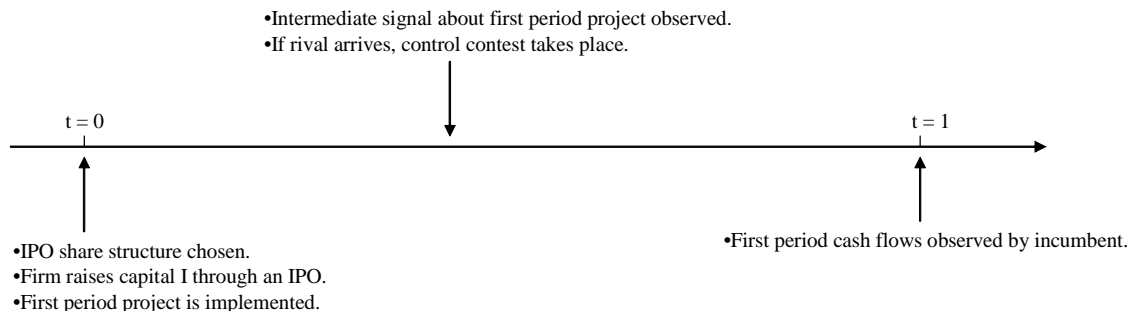 •Intermediate signal about first period project observed.
•If rival arrives, control contest takes place.
t = 0
t = 1
•IPO share structure chosen.
•Firm raises capital I through an IPO.
•First period project is implemented.
•First period cash flows observed by incumbent.